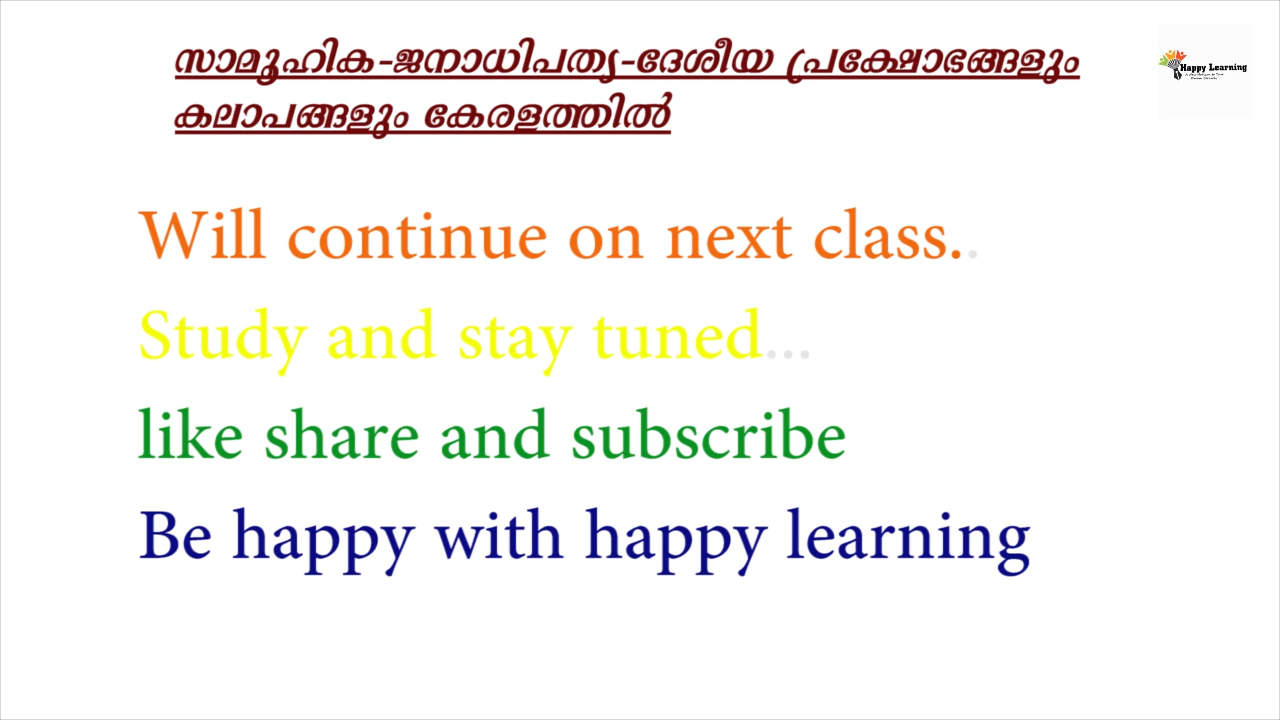 സാമൂഹിക-ജനാധിപത്യ-ദേശീയ പ്രക്ഷോഭങ്ങളും
കലാപങ്ങളും കേരളത്തിൽ
Happy Learning
Will continue on next class..
Study and stay tuned...
like share and subscribe
Be happy with happy learning